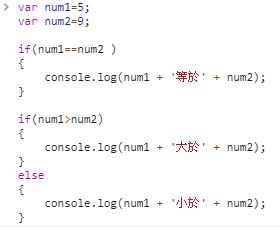 var num1=5;
var num2=9;
if(num1==num2 )
{
console.log(num1 + '等於' + num2);
}
if(num1>num2)
{
console.log(num1 + '大於' + num2);
}
else
{
console.log(num1 + '小於' + num2);
}